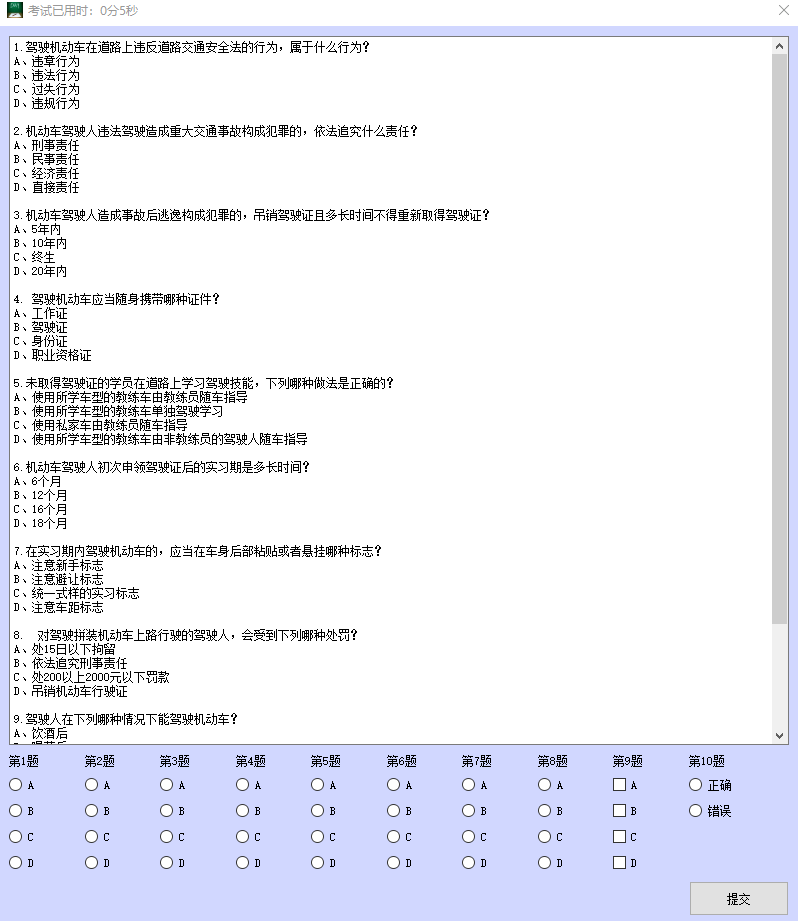 考试已用时：0分5秒
1.驾驶机动车在道路上违反道路交通安全法的行为，属于什么行为？
A、违章行为
B、违法行为
C、过失行为
D、违规行为
2.机动车驾驶人违法驾驶造成重大交通事故构成犯罪的，依法追究什么责任？
A、刑事责任
B、民事责任
C、经济责任
D、直接责任
3.机动车驾驶人造成事故后逃逸构成犯罪的，吊销驾驶证且多长时间不得重新取得驾驶证？
A、5年内
B、10年内
C、终生
D、20年内
4. 驾驶机动车应当随身携带哪种证件？
A、工作证
B、驾驶证
C、身份证
D、职业资格证
5.未取得驾驶证的学员在道路上学习驾驶技能，下列哪种做法是正确的？
A、使用所学车型的教练车由教练员随车指导
B、使用所学车型的教练车单独驾驶学习
C、使用私家车由教练员随车指导
D、使用所学车型的教练车由非教练员的驾驶人随车指导
6.机动车驾驶人初次申领驾驶证后的实习期是多长时间？
A、6个月
B、12个月
C、16个月
D、18个月
7.在实习期内驾驶机动车的，应当在车身后部粘贴或者悬挂哪种标志？
A、注意新手标志
B、注意避让标志
C、统一式样的实习标志
D、注意车距标志
8. 对驾驶拼装机动车上路行驶的驾驶人，会受到下列哪种处罚？
A、处15日以下拘留
B、依法追究刑事责任
C、处200以上2000元以下罚款
D、吊销机动车行驶证
9.驾驶人在下列哪种情况下能驾驶机动车？
A、饮酒后
第1题 第2题 第3题 第4题 第5题 第6题 第7题 第8题 第9题 第10题
A A A A A A A A A 正确
B B B B B B B B B 错误
C C C C C C C C C
D D D D D D D D D
提交